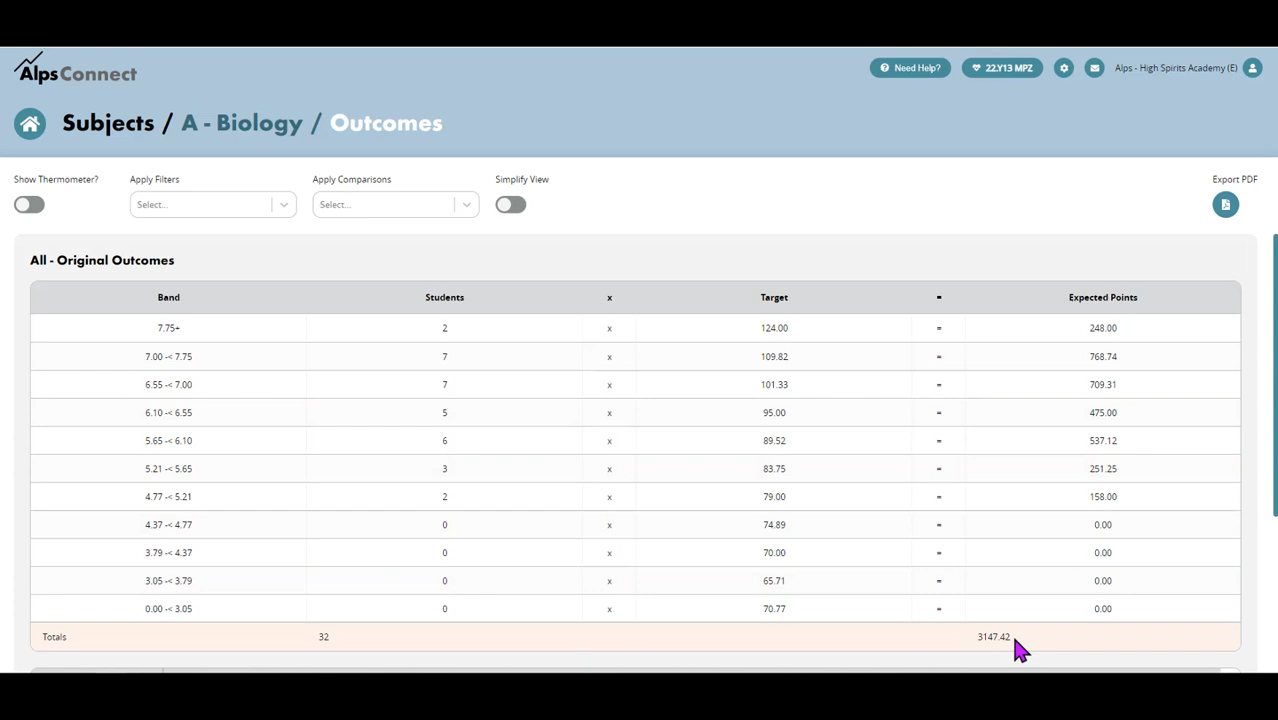 AlpsConnect
Need Help?
22.Y13 MPZ
Alps - High Spirits Academy (E)
Subjects / A - Biology / Outcomes
Show Thermometer? Apply Filters Apply Comparisons Simplify View Export PDF
Select... Select...
All - Original Outcomes
Band Students x Target = Expected Points
7.75+ 2 x 124.00 = 248.00
7.00 -< 7.75 7 x 109.82 = 768.74
6.55 -< 7.00 7 x 101.33 = 709.31
6.10 -< 6.55 5 x 95.00 = 475.00
5.65 -< 6.10 6 x 89.52 = 537.12
5.21 -< 5.65 3 x 83.75 = 251.25
4.77 -< 5.21 2 x 79.00 = 158.00
4.37 -< 4.77 0 x 74.89 = 0.00
3.79 -< 4.37 0 x 70.00 = 0.00
3.05 -< 3.79 0 x 65.71 = 0.00
0.00 -< 3.05 0 x 70.77 = 0.00
Totals 32 3147.42